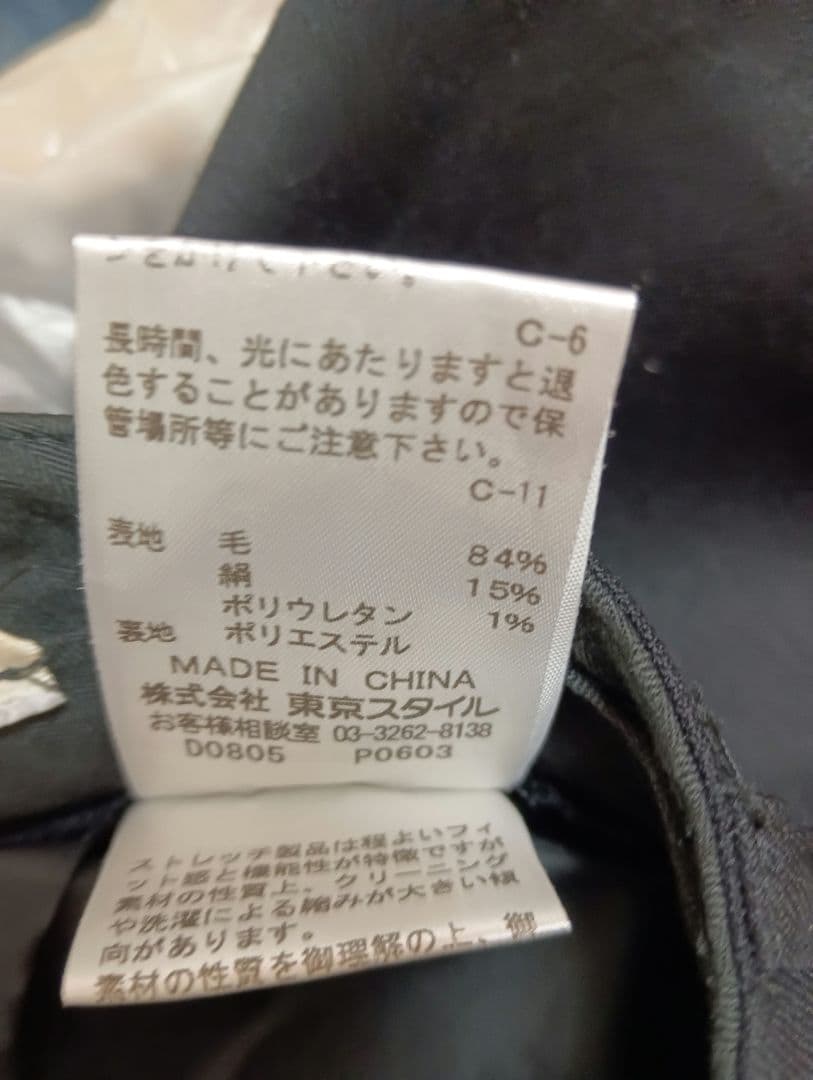 て下さい。
C-6
長時間、光にあたりますと退
色することがありますので保
管場所等にご注意下さい。
C-11
表地 毛 84%
絹 15%
ポリウレタン 1%
裏地 ポリエステル
MADE IN CHINA
株式会社 東京スタイル
お客様相談室 03-3262-8138
D0805 P0603
ストレッチ製品は程よいフィ
ット感と機能性が特徴ですが
素材の性質上、クリーニング
や洗濯による縮みが大きい傾
向があります。
素材の性質を御理解の上、御